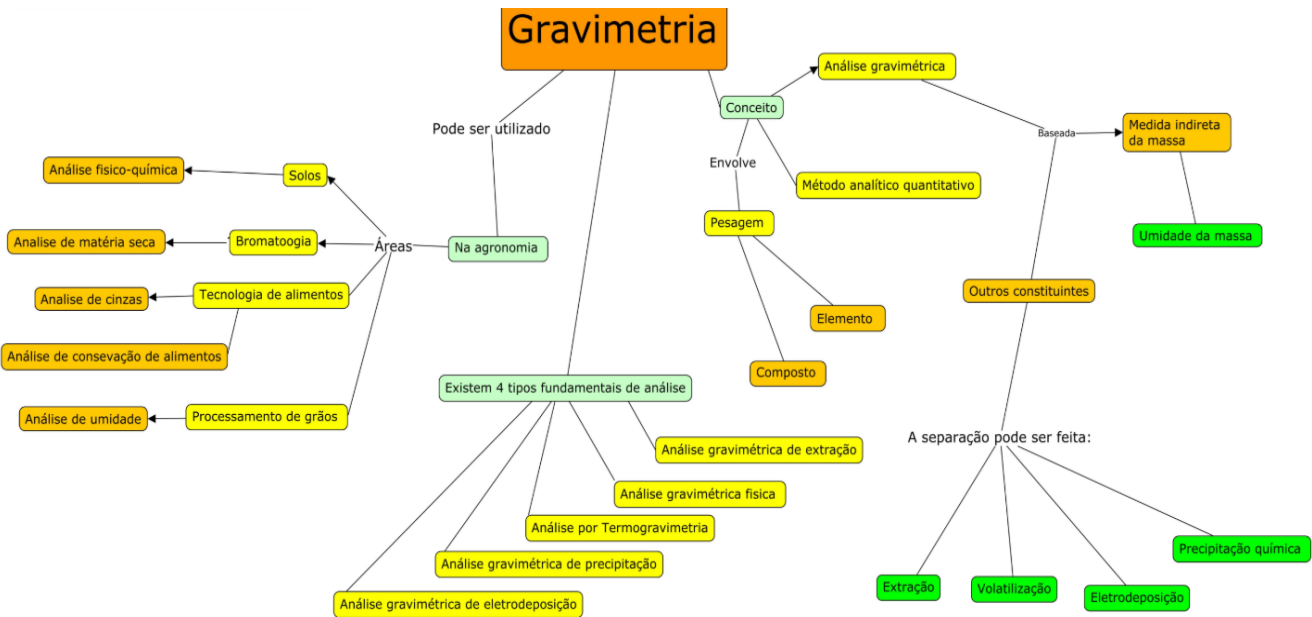 Gravimetria
Análise gravimétrica
Conceito
Pode ser utilizado
Baseada
Medida indireta
da massa
Análise fisico-química
Solos
Envolve
Método analítico quantitativo
Pesagem
Analise de matéria seca
Bromatoogia
Áreas
Na agronomia
Umidade da massa
Analise de cinzas
Tecnologia de alimentos
Outros constituintes
Elemento
Análise de consevação de alimentos
Composto
Existem 4 tipos fundamentais de análise
Análise de umidade
Processamento de grãos
A separação pode ser feita:
Análise gravimétrica de extração
Análise gravimétrica fisica
Análise por Termogravimetria
Precipitação química
Análise gravimétrica de precipitação
Extração
Volatilização
Eletrodeposição
Análise gravimétrica de eletrodeposição